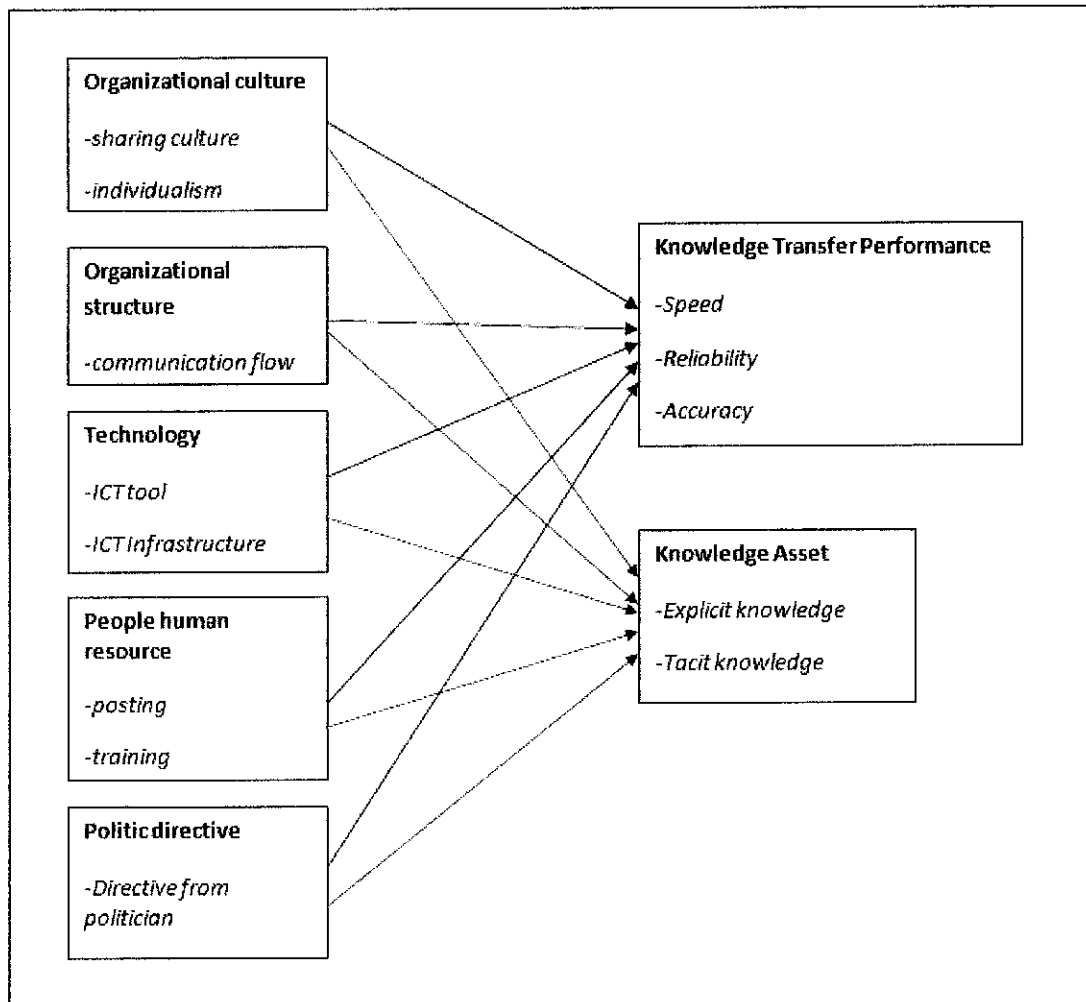 Organizational culture
-sharing culture
-individualism
Organizational
structure
-communication flow
Technology
-ICT tool
-ICT Infrastructure
People human
resource
-posting
-training
Politic directive
-Directive from
politician
Knowledge Transfer Performance
-Speed
-Reliability
-Accuracy
Knowledge Asset
-Explicit knowledge
-Tacit knowledge